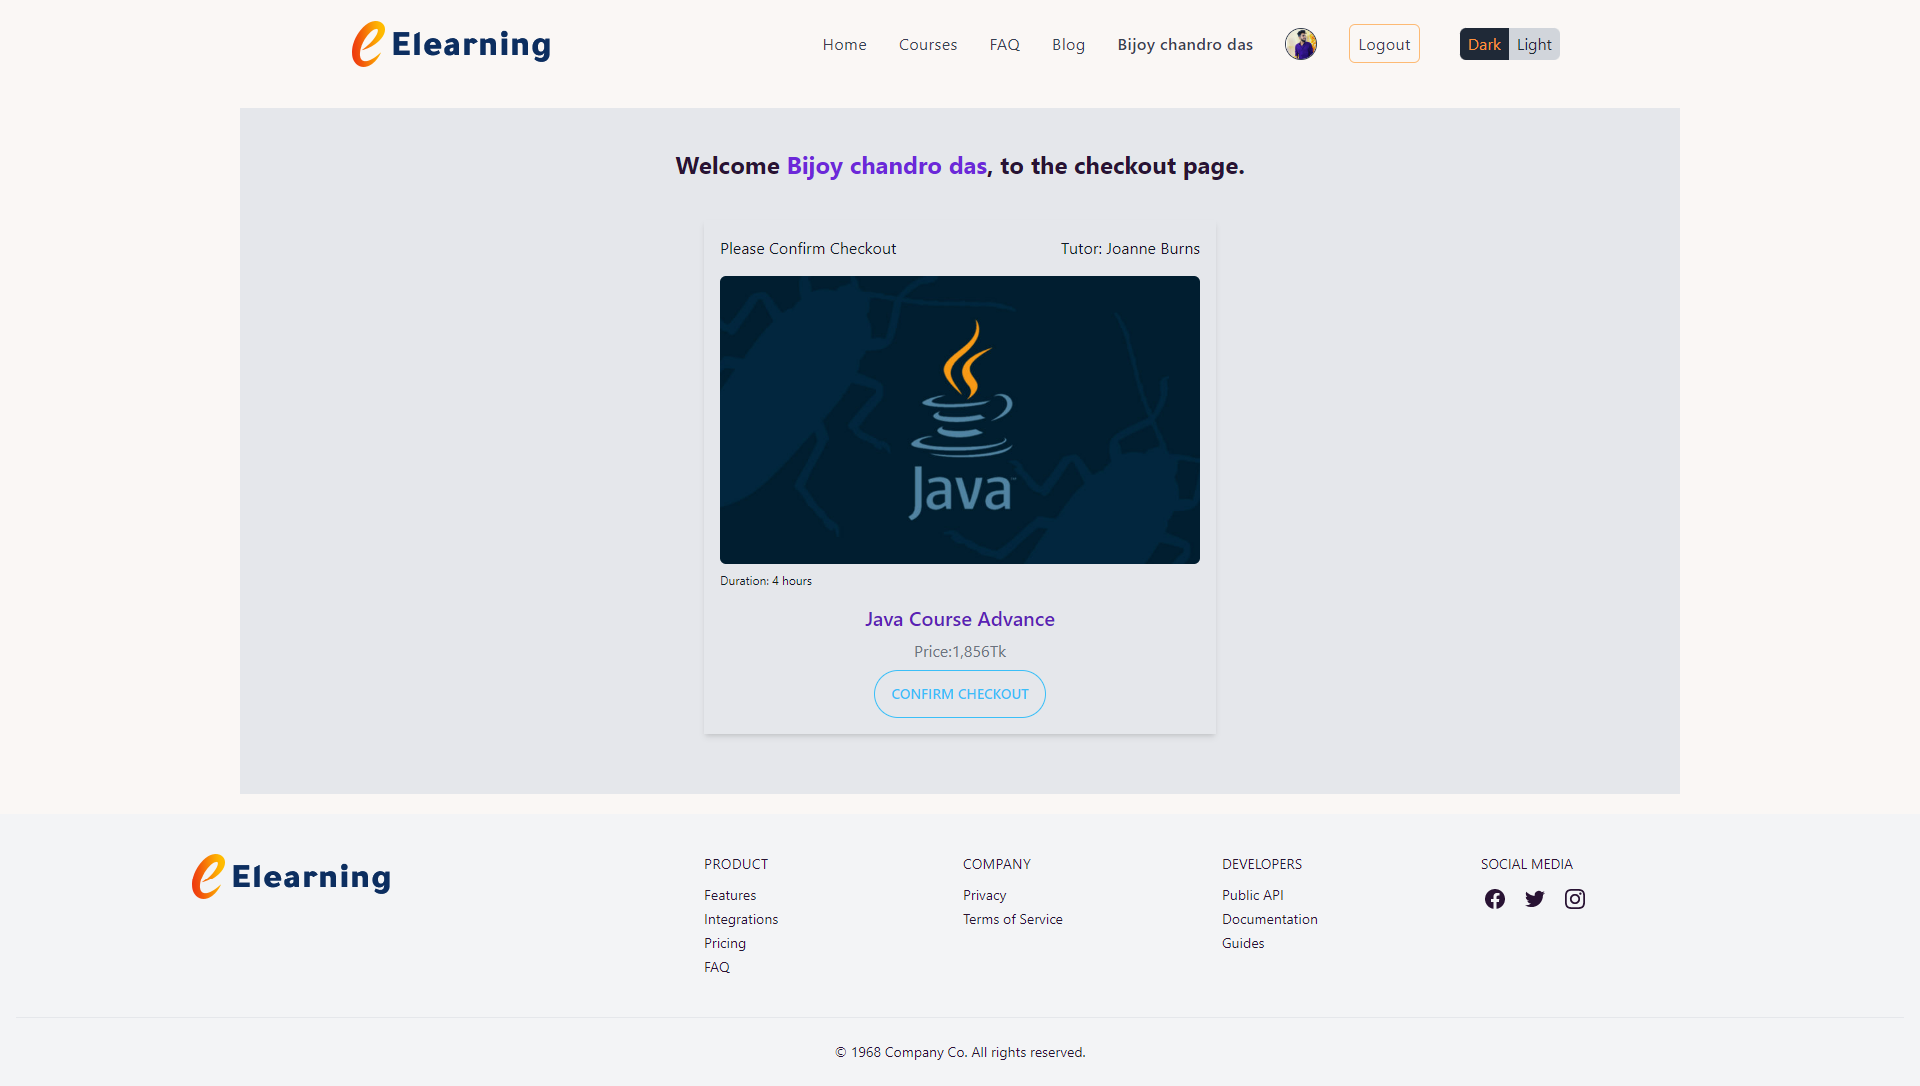 Elearning
Home Courses FAQ Blog Bijoy chandro das Logout Dark Light
Welcome Bijoy chandro das, to the checkout page.
Please Confirm Checkout Tutor: Joanne Burns
Java
Duration: 4 hours
Java Course Advance
Price:1,856Tk
CONFIRM CHECKOUT
Elearning
PRODUCT
Features
Integrations
Pricing
FAQ
COMPANY
Privacy
Terms of Service
DEVELOPERS
Public API
Documentation
Guides
SOCIAL MEDIA
© 1968 Company Co. All rights reserved.